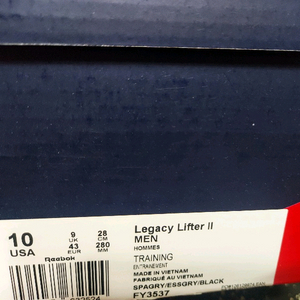 10
USA
9
UK
28
CM
43
EUR
280
MM
Reebok
Legacy Lifter II
MEN
HOMMES
TRAINING
ENTRAINEMENT
MADE IN VIETNAM
FABRIQUÉ AU VIETNAM
SPAGRY/ESSGRY/BLACK
FY3537